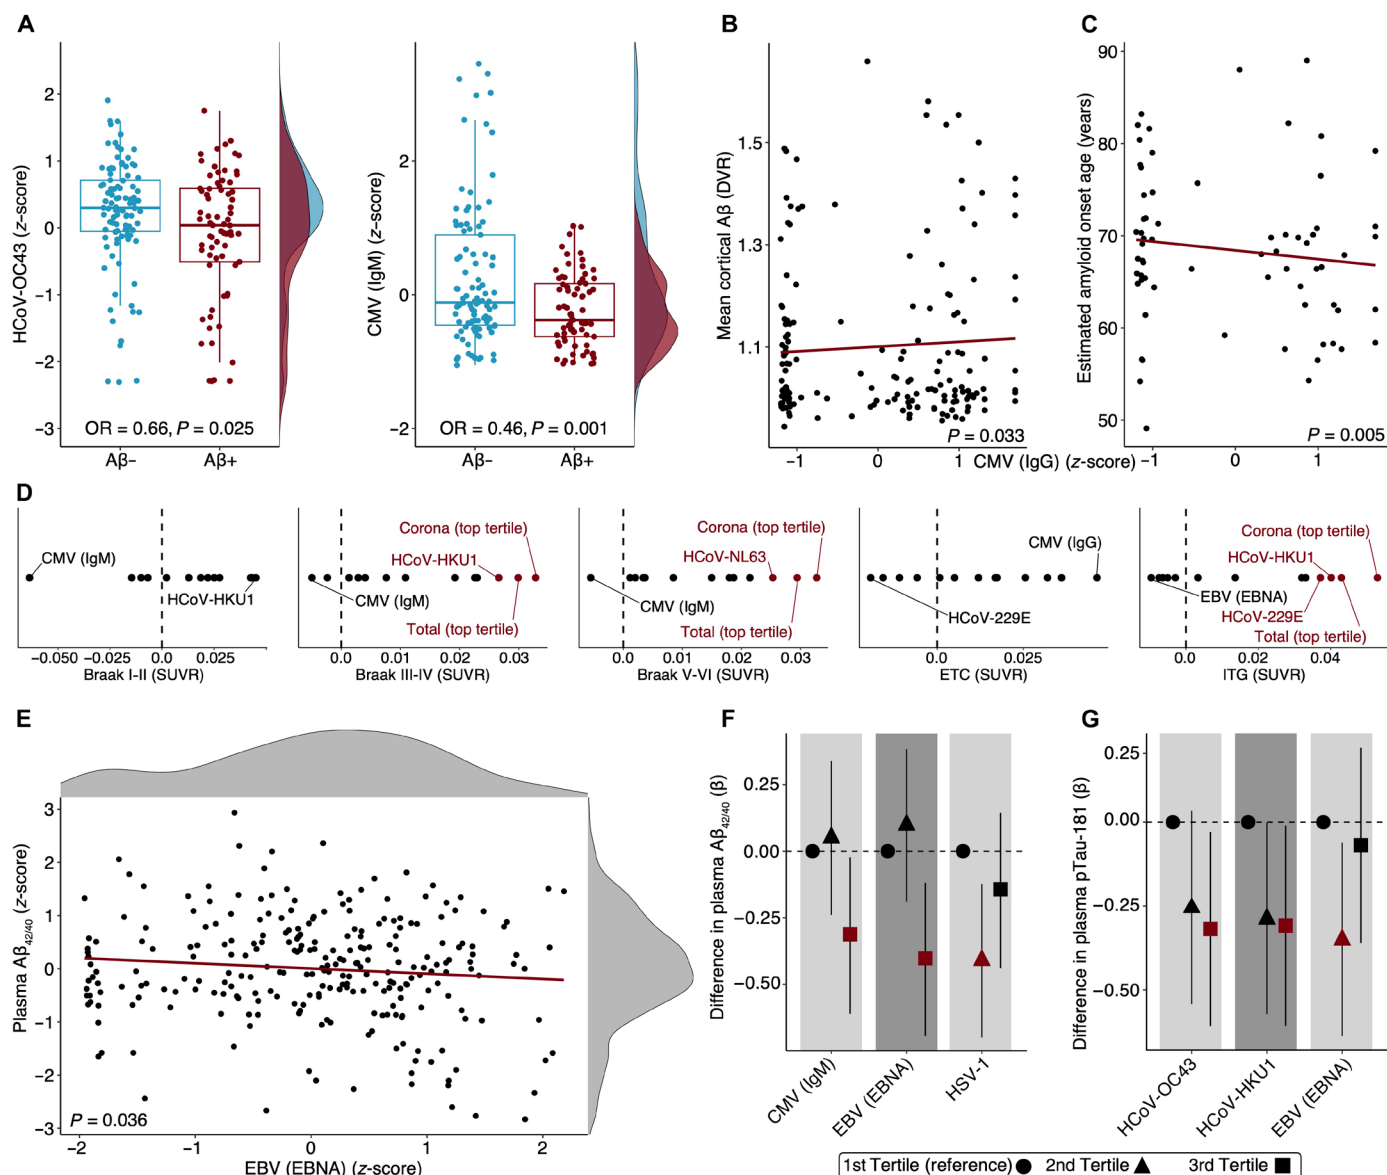 A
HCoV-OC43 (z-score)
2
1
0
−1
−2
−3
OR = 0.66, P = 0.025
Aβ−
Aβ+
CMV (IgM) (z-score)
2
0
−2
OR = 0.46, P = 0.001
Aβ−
Aβ+
B
Mean cortical Aβ (DVR)
1.5
1.3
1.1
P = 0.033
−1
0
1
C
Estimated amyloid onset age (years)
90
80
70
60
50
P = 0.005
−1
0
1
CMV (IgG) (z-score)
D
CMV (IgM)
HCoV-HKU1
−0.050
−0.025
0.0
0.025
Braak I-II (SUVR)
Corona (top tertile)
HCoV-HKU1
CMV (IgM)
Total (top tertile)
0.0
0.01
0.02
0.03
Braak III-IV (SUVR)
Corona (top tertile)
HCoV-NL63
CMV (IgM)
Total (top tertile)
0.0
0.01
0.02
0.03
Braak V-VI (SUVR)
CMV (IgG)
HCoV-229E
0.0
0.025
ETC (SUVR)
Corona (top tertile)
HCoV-HKU1
EBV (EBNA)
HCoV-229E
Total (top tertile)
0.0
0.02
0.04
ITG (SUVR)
E
Plasma Aβ42/40 (z-score)
3
2
1
0
−1
−2
−3
P = 0.036
−2
−1
0
1
2
EBV (EBNA) (z-score)
F
Difference in plasma Aβ42/40 (β)
0.25
0.00
−0.25
−0.50
CMV (IgM)
EBV (EBNA)
HSV-1
G
Difference in plasma pTau-181 (β)
0.25
0.00
−0.25
−0.50
HCoV-OC43
HCoV-HKU1
EBV (EBNA)
1st Tertile (reference) 2nd Tertile 3rd Tertile